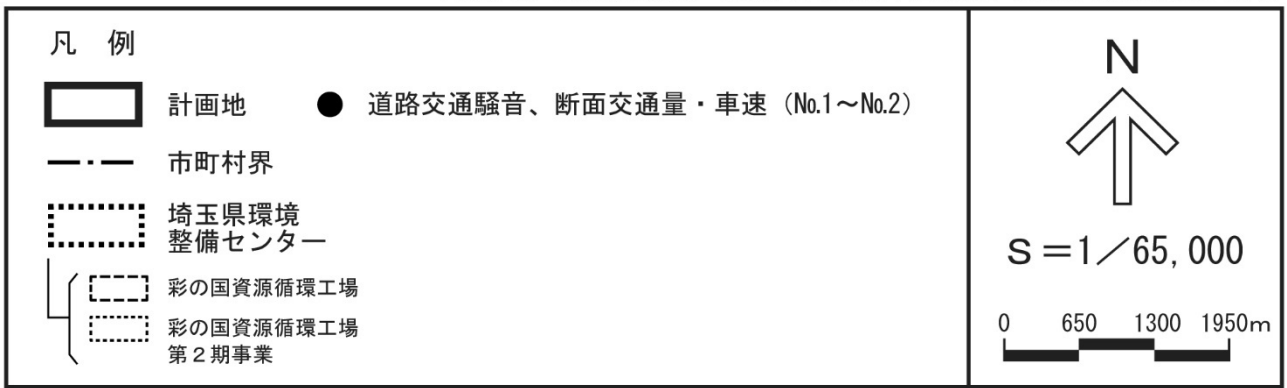 凡 例
計画地
● 道路交通騒音、断面交通量・車速（No.1～No.2）
市町村界
埼玉県環境
整備センター
彩の国資源循環工場
彩の国資源循環工場
第２期事業
N
S＝1／65,000
0 650 1300 1950m